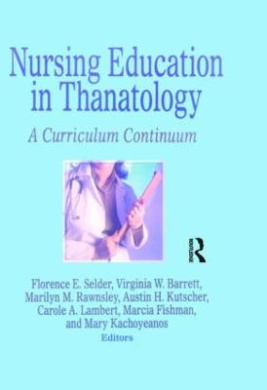 Nursing Education
in Thanatology
A Curriculum Continuum
ROUTLEDGE
Florence E. Selder, Virginia W. Barrett,
Marilyn M. Rawnsley, Austin H. Kutscher,
Carole A. Lambert, Marcia Fishman,
and Mary Kachoyeanos
Editors